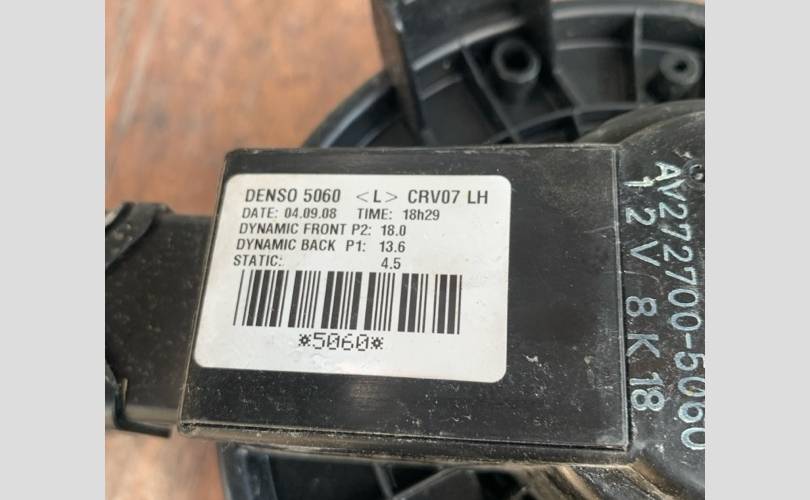 DENSO 5060 <L> CRV07 LH
DATE: 04.09.08 TIME: 18h29
DYNAMIC FRONT P2: 18.0
DYNAMIC BACK P1: 13.6
STATIC: 4.5
*5060*
AV272700-5060
12V 8K18